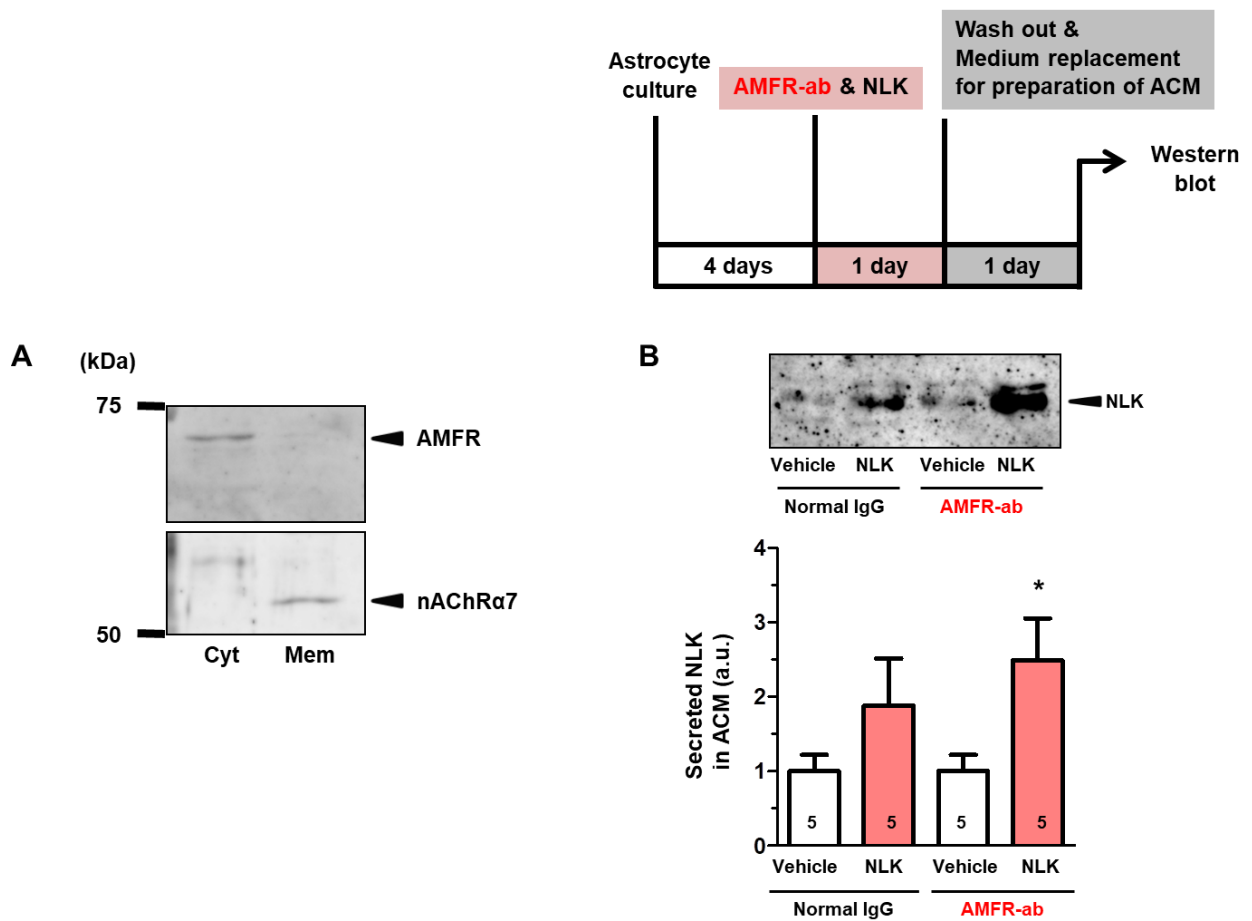 Astrocyte
culture
AMFR-ab & NLK
Wash out &
Medium replacement
for preparation of ACM
Western
blot
4 days
1 day
1 day
A
(kDa)
75
AMFR
nAChRα7
50
Cyt
Mem
B
NLK
Vehicle
NLK
Vehicle
NLK
Normal IgG
AMFR-ab
Secreted NLK
in ACM (a.u.)
4
3
2
1
0
*
5
5
5
5
Vehicle
NLK
Vehicle
NLK
Normal IgG
AMFR-ab